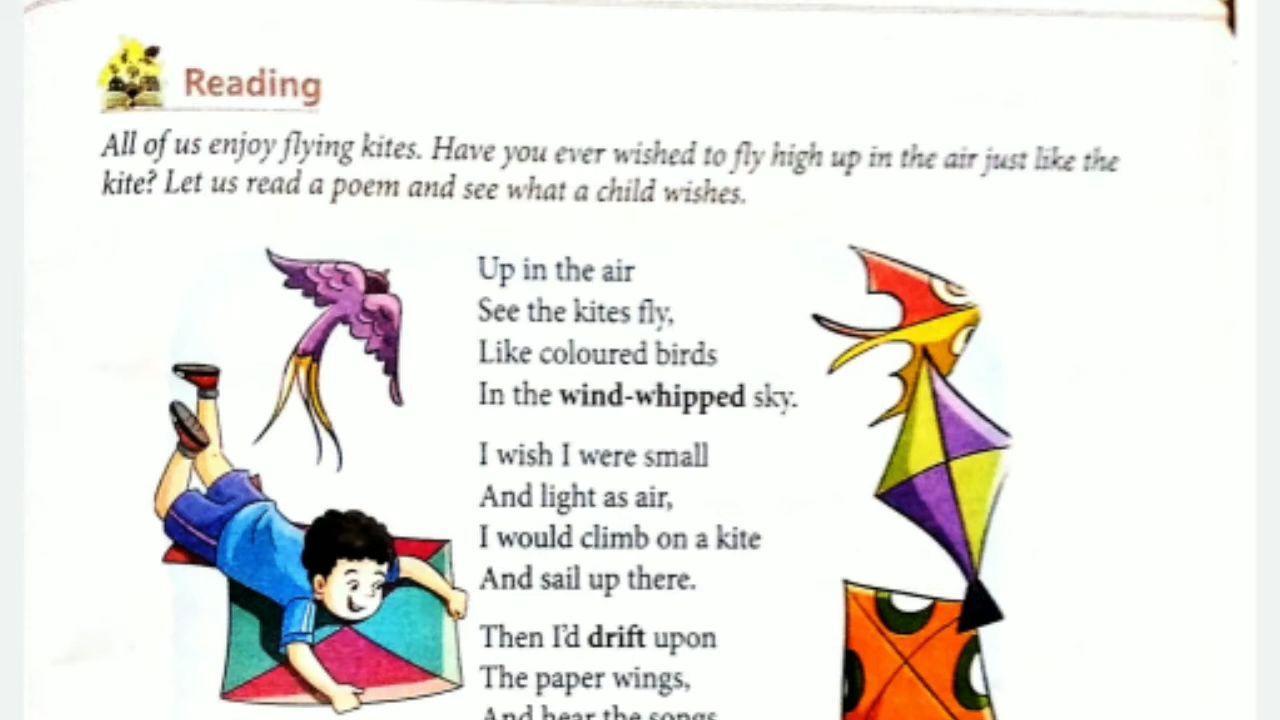 Reading
All of us enjoy flying kites. Have you ever wished to fly high up in the air just like the
kite? Let us read a poem and see what a child wishes.
Up in the air
See the kites fly,
Like coloured birds
In the wind-whipped sky.
I wish I were small
And light as air,
I would climb on a kite
And sail up there.
Then I'd drift upon
The paper wings,
And hear the songs